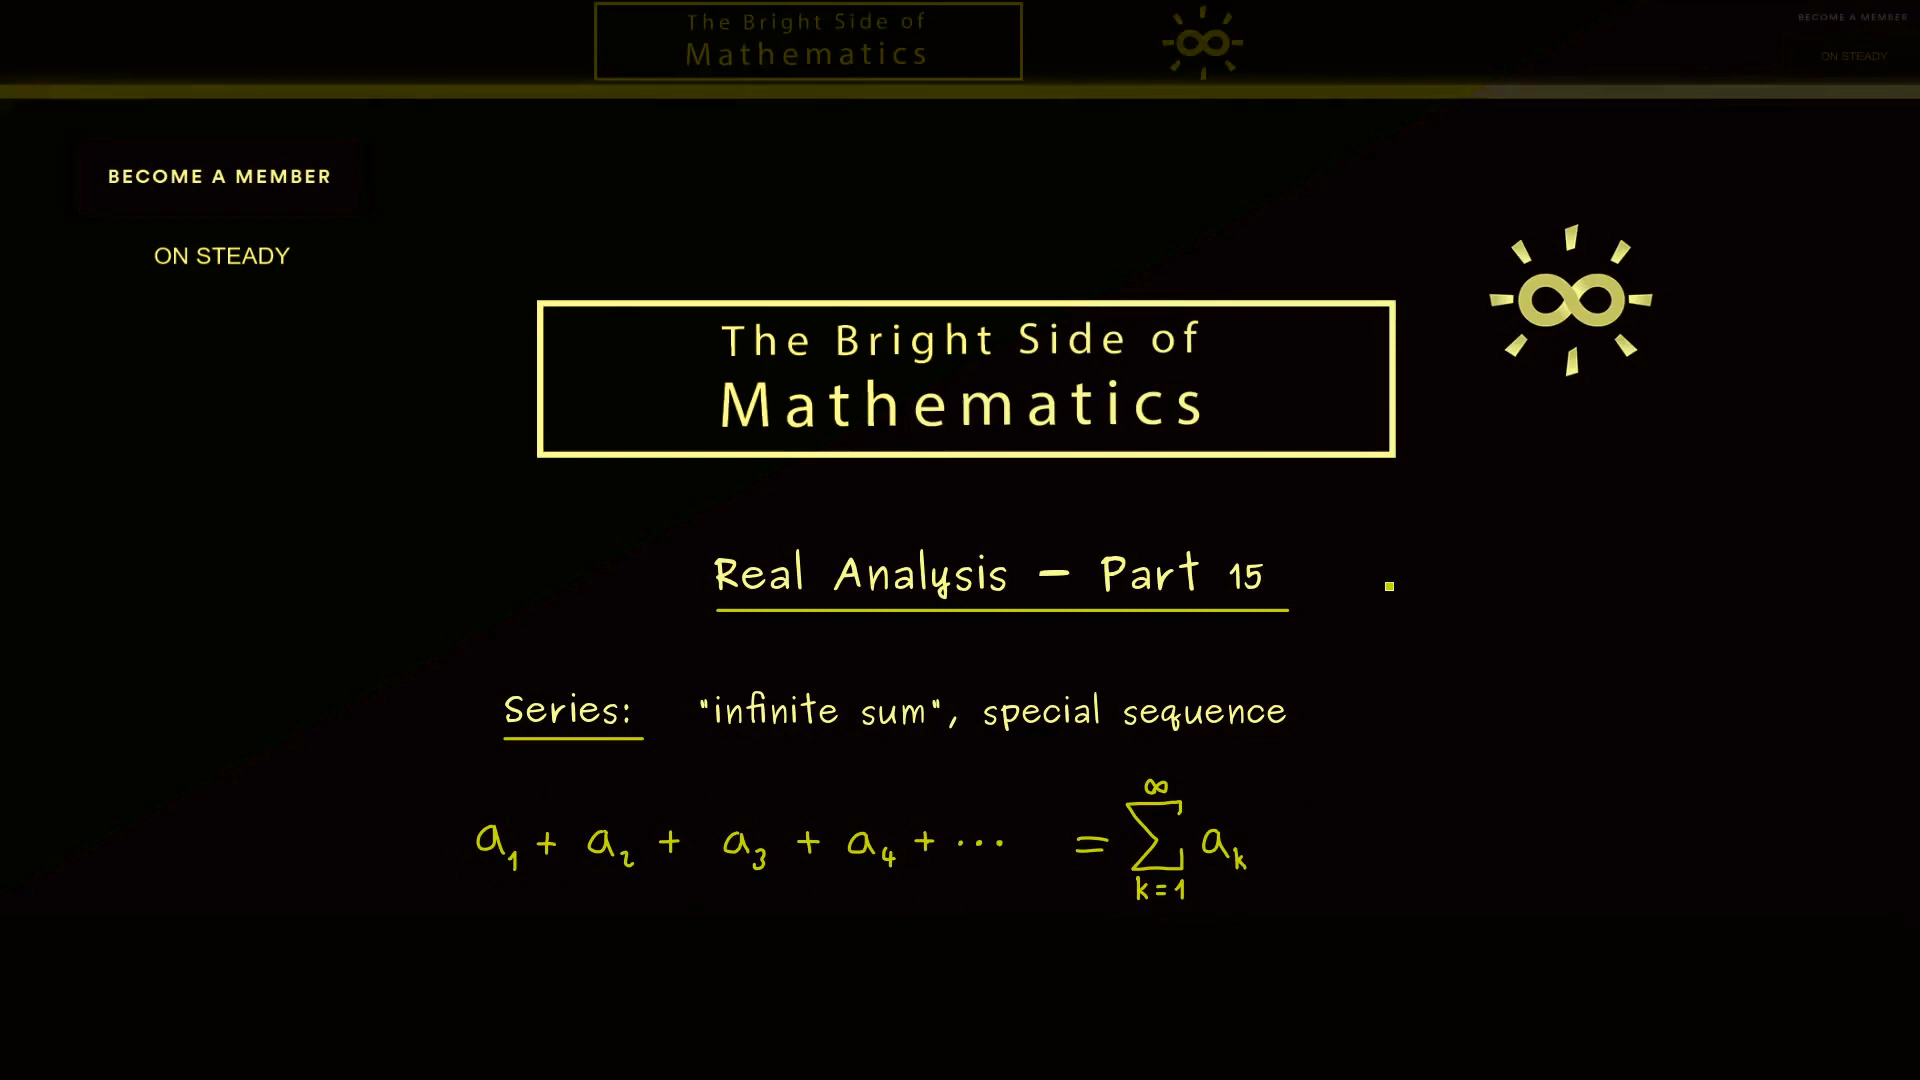 The Bright Side of
Mathematics
BECOME A MEMBER
ON STEADY
BECOME A MEMBER
ON STEADY
The Bright Side of
Mathematics
Real Analysis – Part 15
Series: "infinite sum", special sequence
a₁ + a₂ + a₃ + a₄ + ⋯ = ∑_{k=1}^{∞} a_k